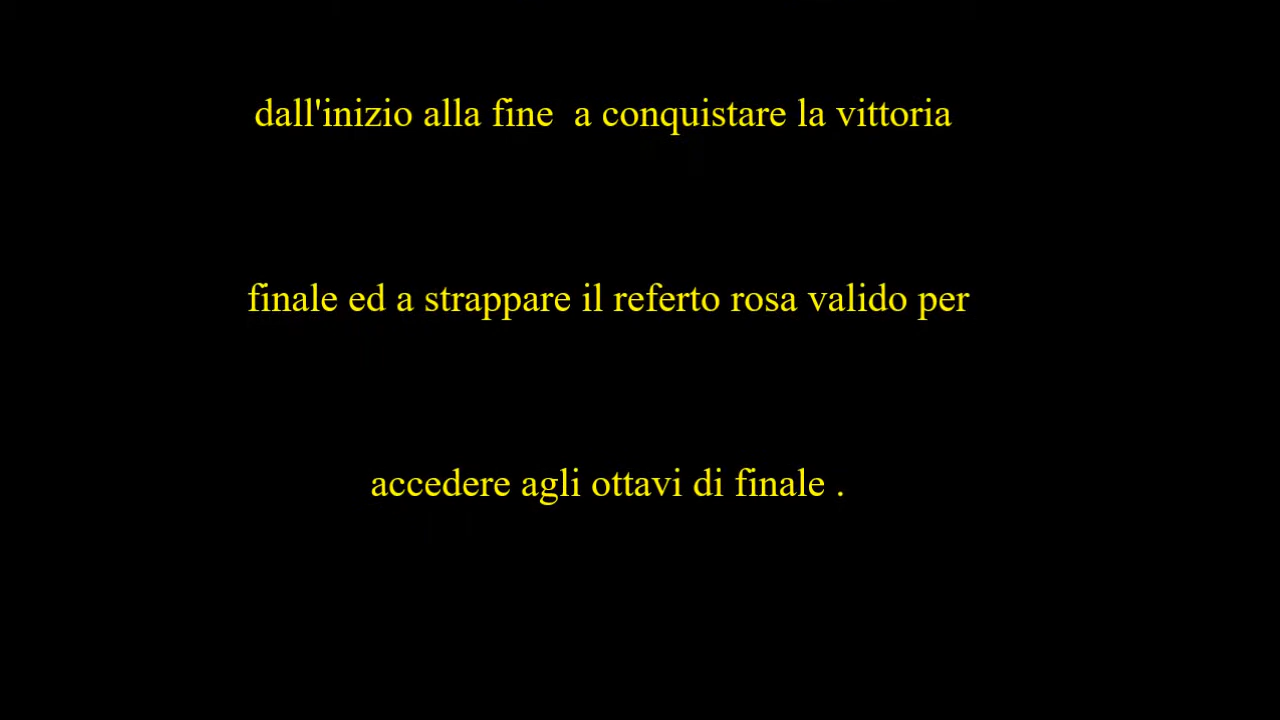 dall'inizio alla fine  a conquistare la vittoria
finale ed a strappare il referto rosa valido per
accedere agli ottavi di finale .